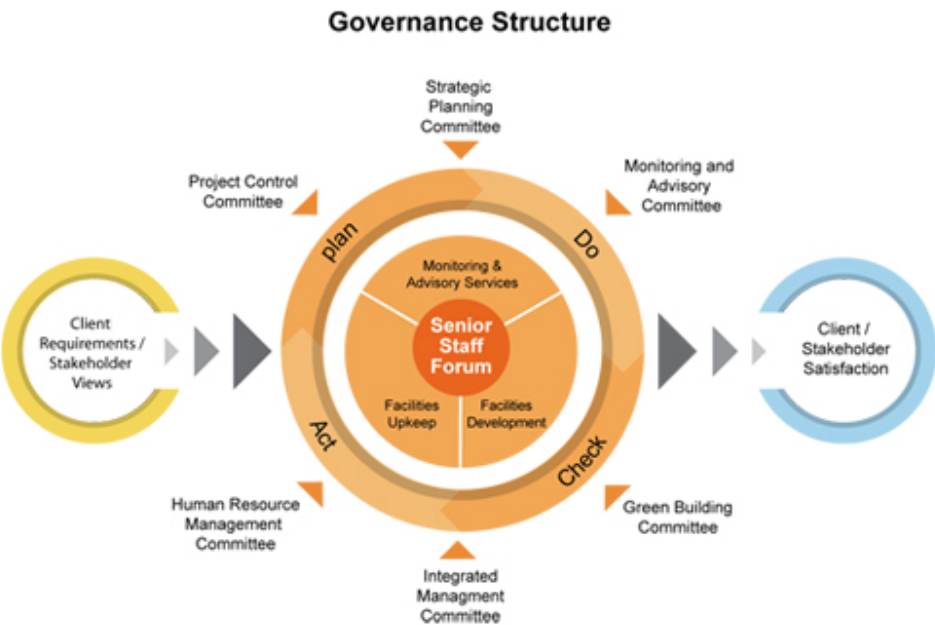 Governance Structure
Strategic
Planning
Committee
Project Control
Committee
Monitoring and
Advisory
Committee
plan
Do
Monitoring &
Advisory Services
Client
Requirements /
Stakeholder
Views
Senior
Staff
Forum
Client /
Stakeholder
Satisfaction
Facilities
Upkeep
Facilities
Development
Act
Check
Human Resource
Management
Committee
Green Building
Committee
Integrated
Managment
Committee